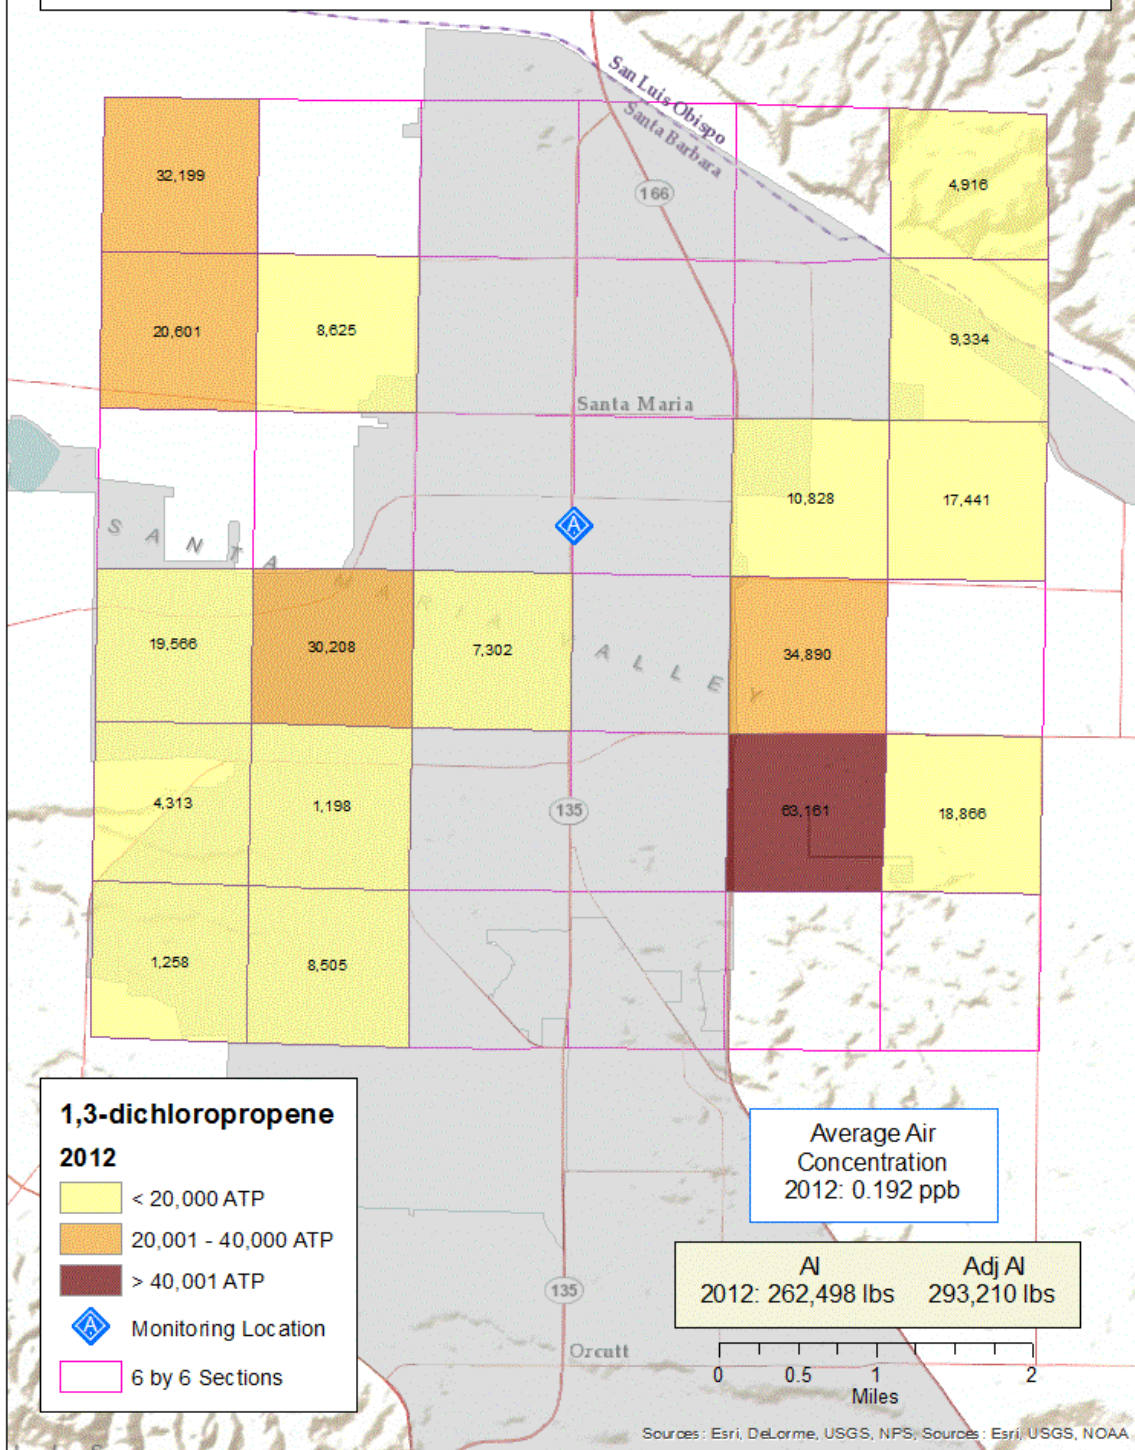 San Luis Obispo
Santa Barbara
32,199
4,916
166
20,601
8,625
9,334
Santa Maria
10,828
17,441
SANTA MARIA VALLEY
19,566
30,208
7,302
34,890
4,313
1,198
135
63,161
18,866
1,258
8,505
1,3-dichloropropene
2012
< 20,000 ATP
20,001 - 40,000 ATP
> 40,001 ATP
A
Monitoring Location
6 by 6 Sections
Average Air
Concentration
2012: 0.192 ppb
AI Adj AI
2012: 262,498 lbs 293,210 lbs
135
Orcutt
0 0.5 1 2
Miles
Sources: Esri, DeLorme, USGS, NPS, Sources: Esri, USGS, NOAA